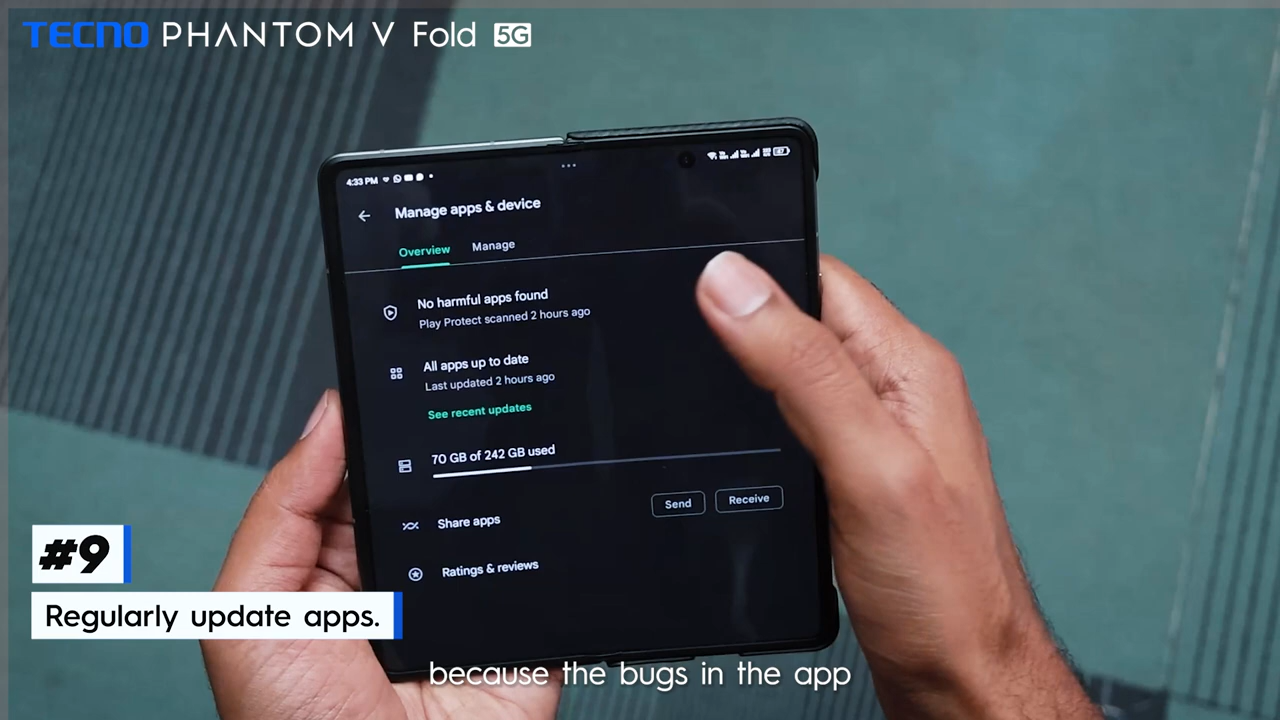 TECNO PHANTOM V Fold 5G
4:33 PM
Manage apps & device
Overview Manage
No harmful apps found
Play Protect scanned 2 hours ago
All apps up to date
Last updated 2 hours ago
See recent updates
70 GB of 242 GB used
Send Receive
Share apps
Ratings & reviews
#9
Regularly update apps.
because the bugs in the app